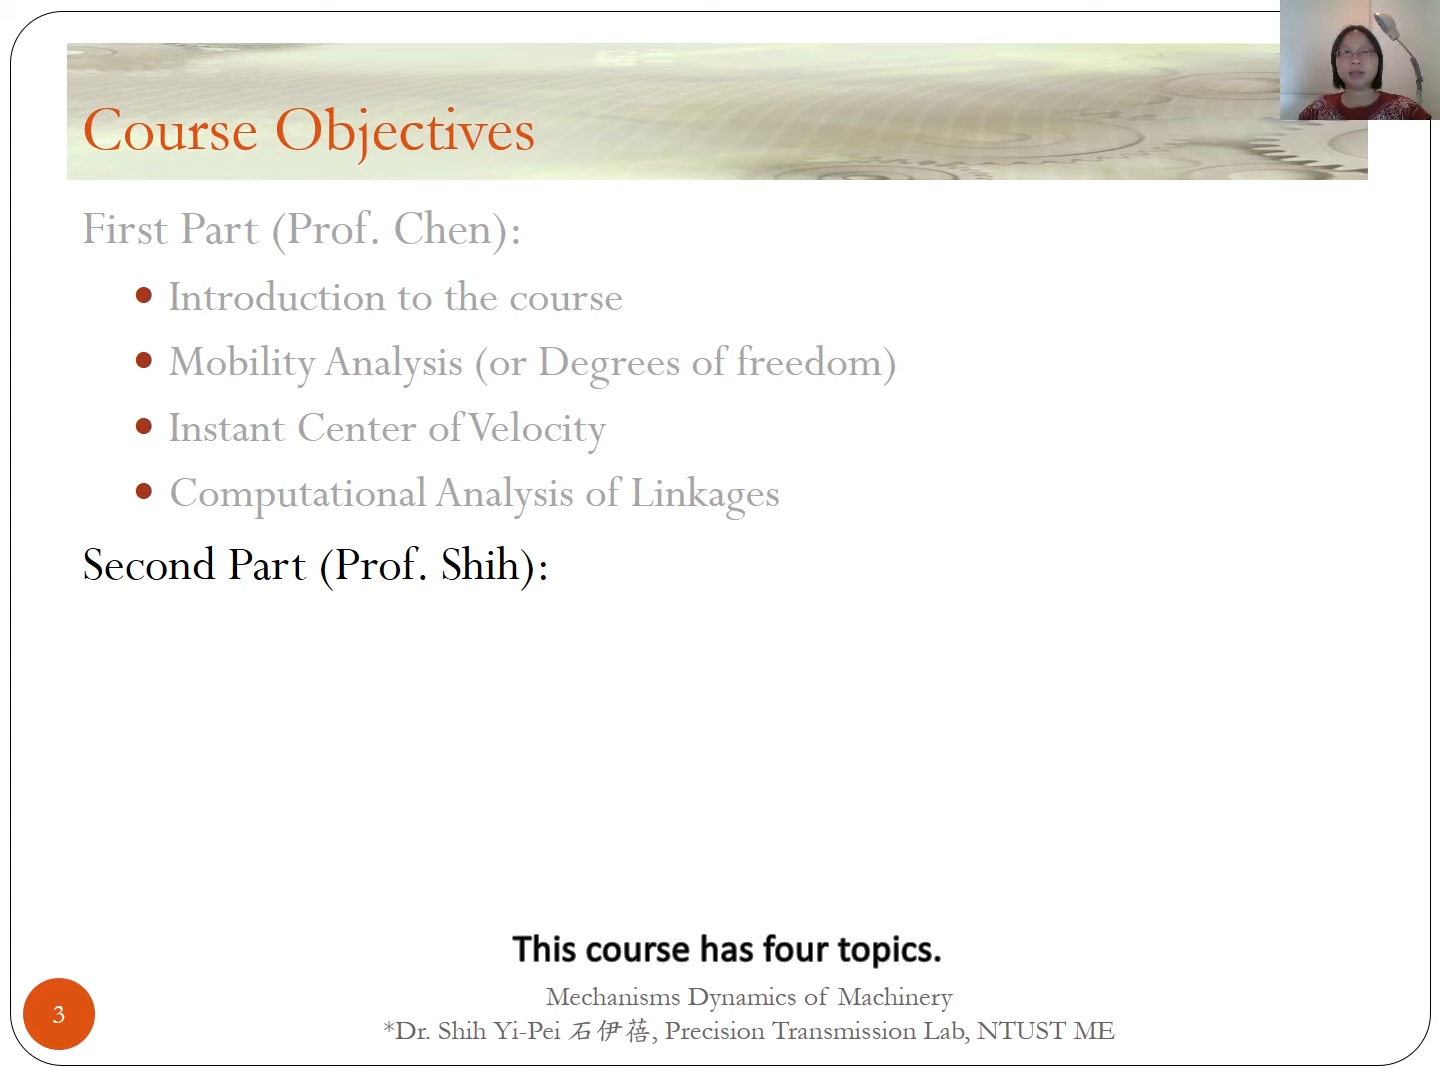 Course Objectives
First Part (Prof. Chen):
Introduction to the course
Mobility Analysis (or Degrees of freedom)
Instant Center of Velocity
Computational Analysis of Linkages
Second Part (Prof. Shih):
This course has four topics.
Mechanisms Dynamics of Machinery
*Dr. Shih Yi-Pei 石伊蓓, Precision Transmission Lab, NTUST ME
3